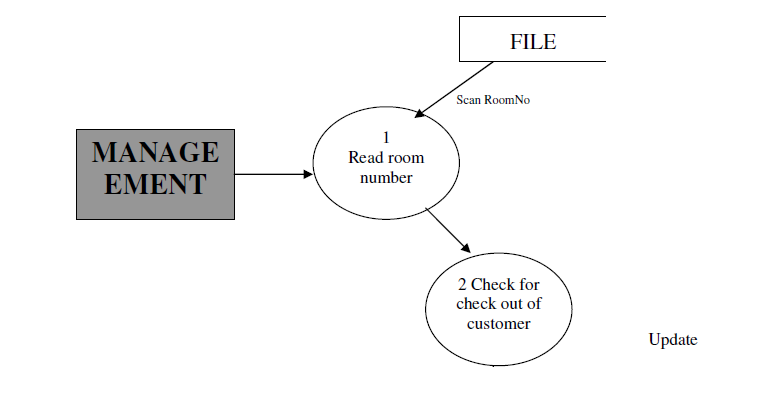 FILE
Scan RoomNo
MANAGE
EMENT
1
Read room
number
2 Check for
check out of
customer
Update